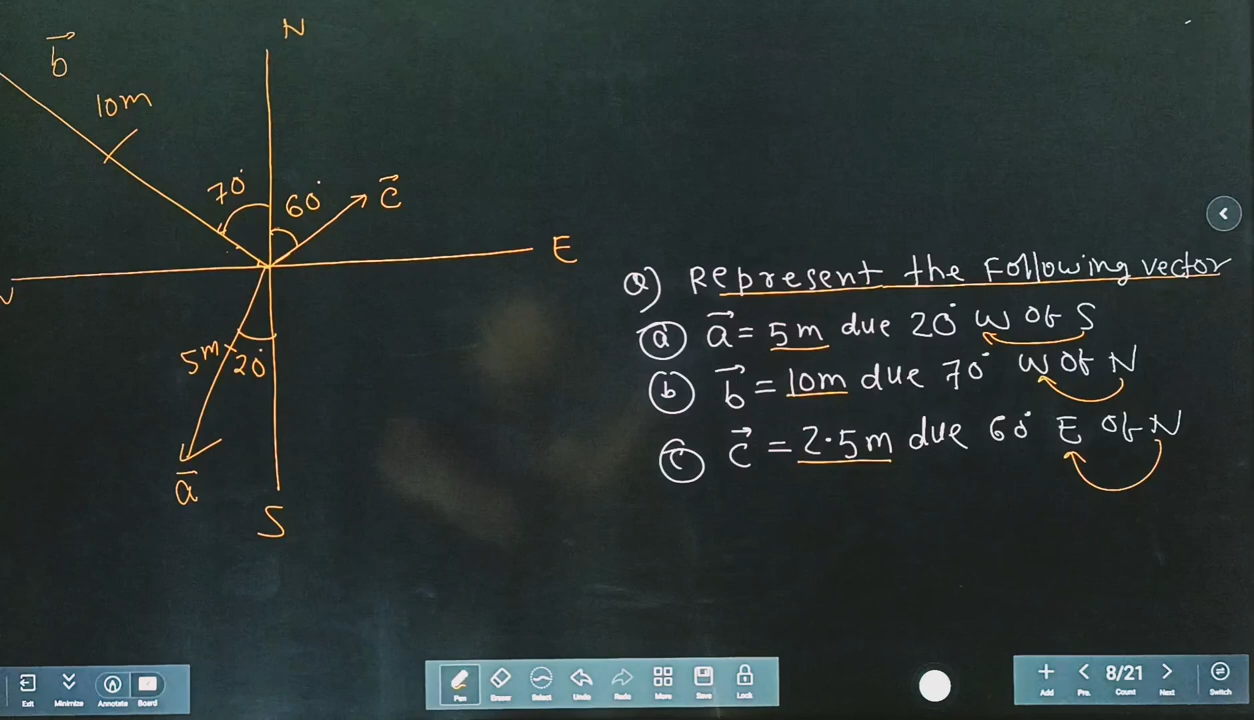 N
b
10m
70°
60°
c
E
5m
20°
a
S
Q) Represent the Following vector
(a) a = 5m due 20° W of S
(b) b = 10m due 70° W of N
(c) c = 2.5m due 60° E of N
Exit Minimize Annotate Board
Pen Eraser Select Undo Redo More Save Lock
8/21
Add Pre. Count Next Switch